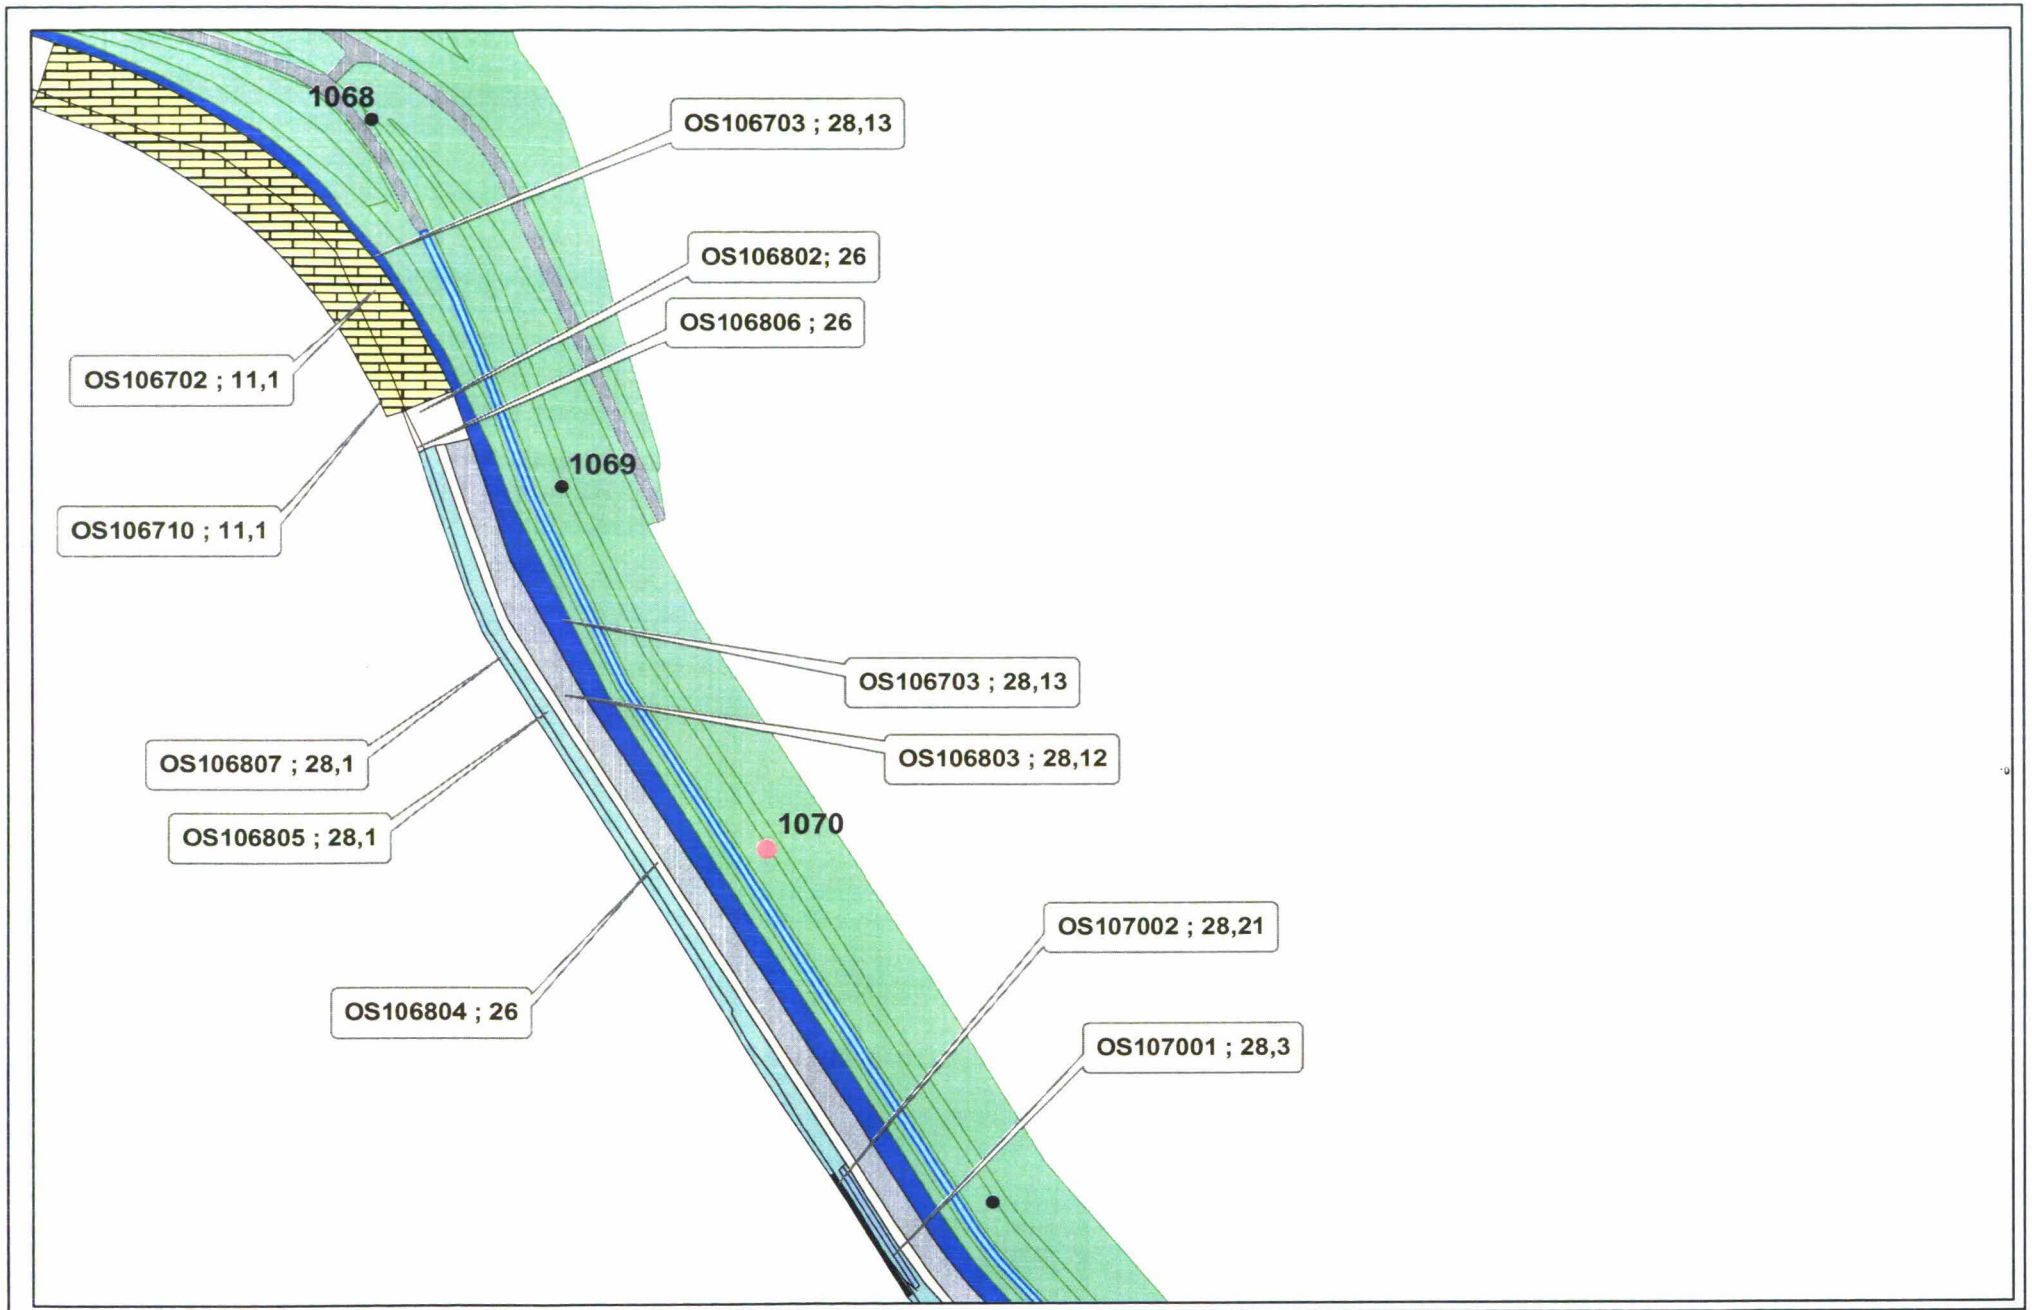 1068
OS106703 ; 28,13
OS106802; 26
OS106806 ; 26
OS106702 ; 11,1
1069
OS106710 ; 11,1
OS106703 ; 28,13
OS106803 ; 28,12
OS106807 ; 28,1
OS106805 ; 28,1
1070
OS107002 ; 28,21
OS106804 ; 26
OS107001 ; 28,3